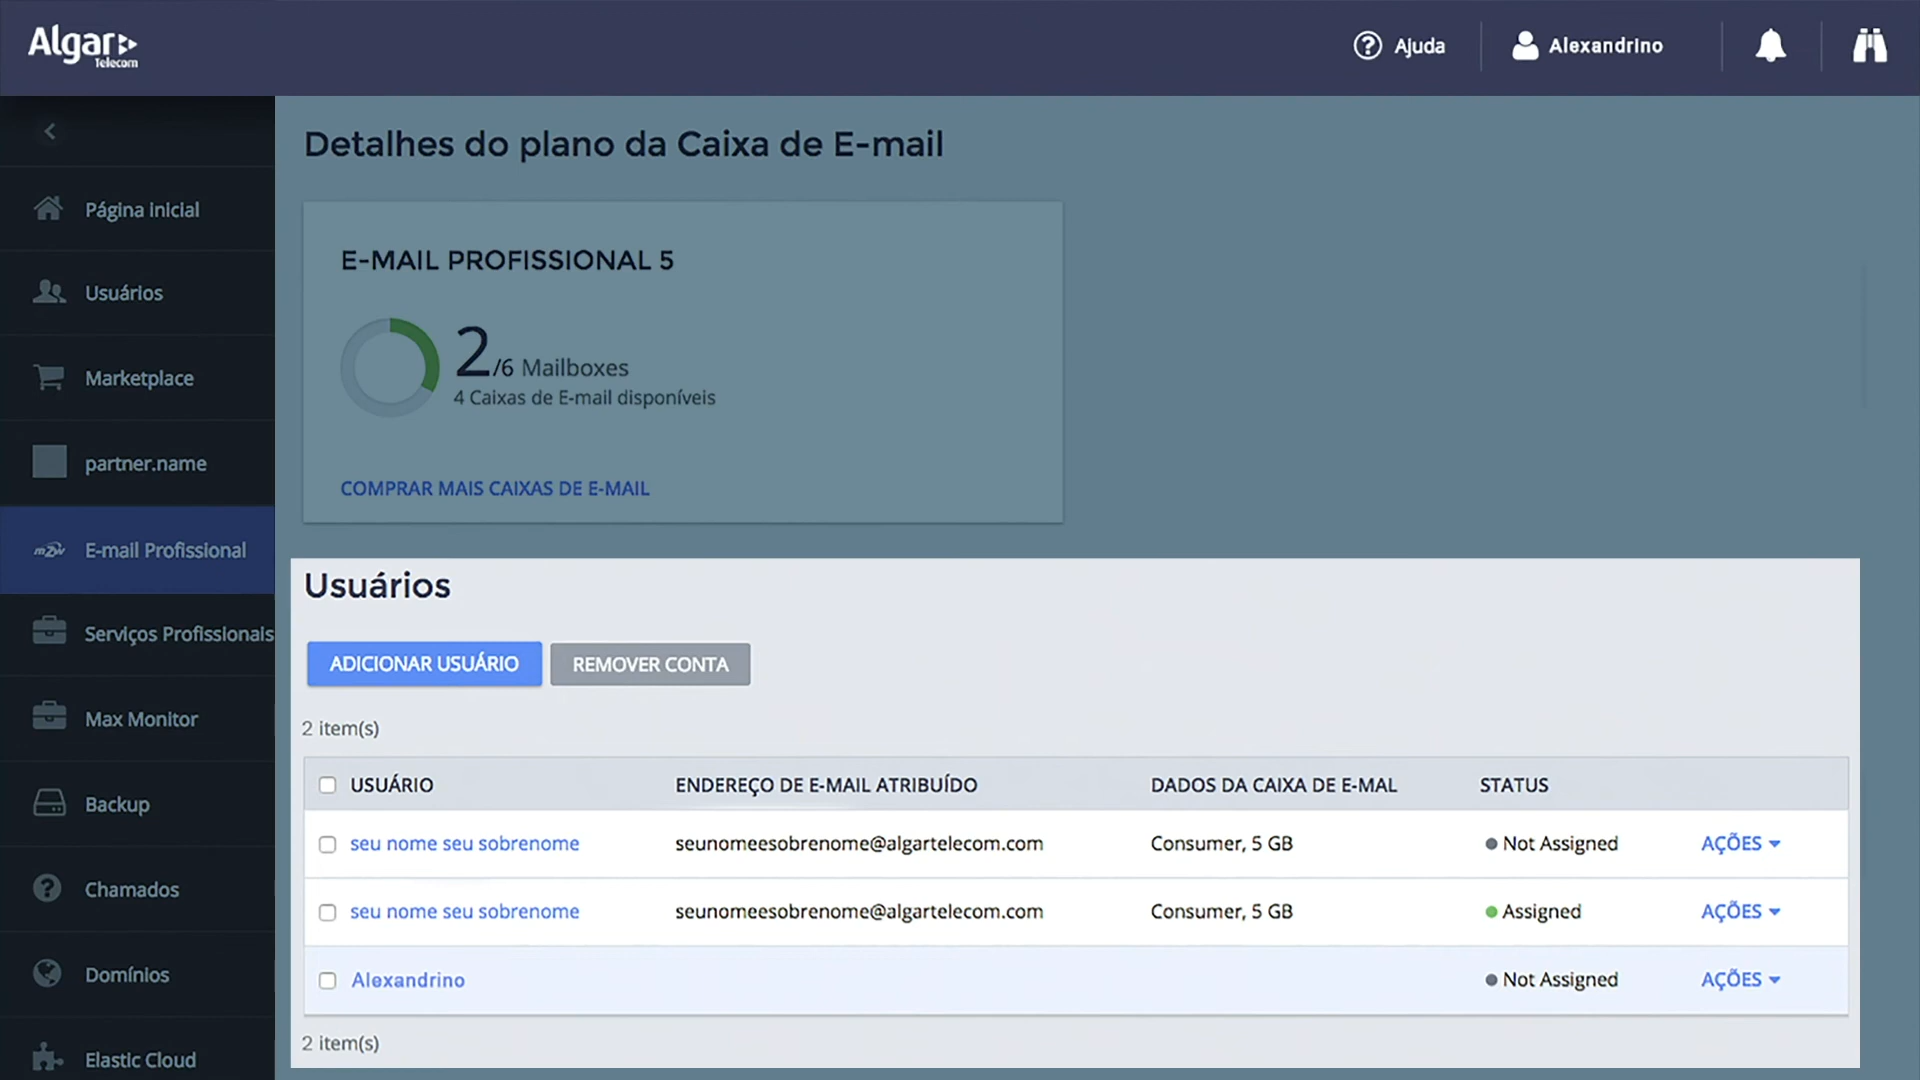 Algar
Telecom
Ajuda
Alexandrino
Página inicial
Usuários
Marketplace
partner.name
E-mail Profissional
Serviços Profissionais
Max Monitor
Backup
Chamados
Domínios
Elastic Cloud
Detalhes do plano da Caixa de E-mail
E-MAIL PROFISSIONAL 5
2/6 Mailboxes
4 Caixas de E-mail disponíveis
COMPRAR MAIS CAIXAS DE E-MAIL
Usuários
ADICIONAR USUÁRIO REMOVER CONTA
2 item(s)
USUÁRIO ENDEREÇO DE E-MAIL ATRIBUÍDO DADOS DA CAIXA DE E-MAL STATUS
seu nome seu sobrenome seunomeesobrenome@algartelecom.com Consumer, 5 GB Not Assigned AÇÕES
seu nome seu sobrenome seunomeesobrenome@algartelecom.com Consumer, 5 GB Assigned AÇÕES
Alexandrino Not Assigned AÇÕES
2 item(s)